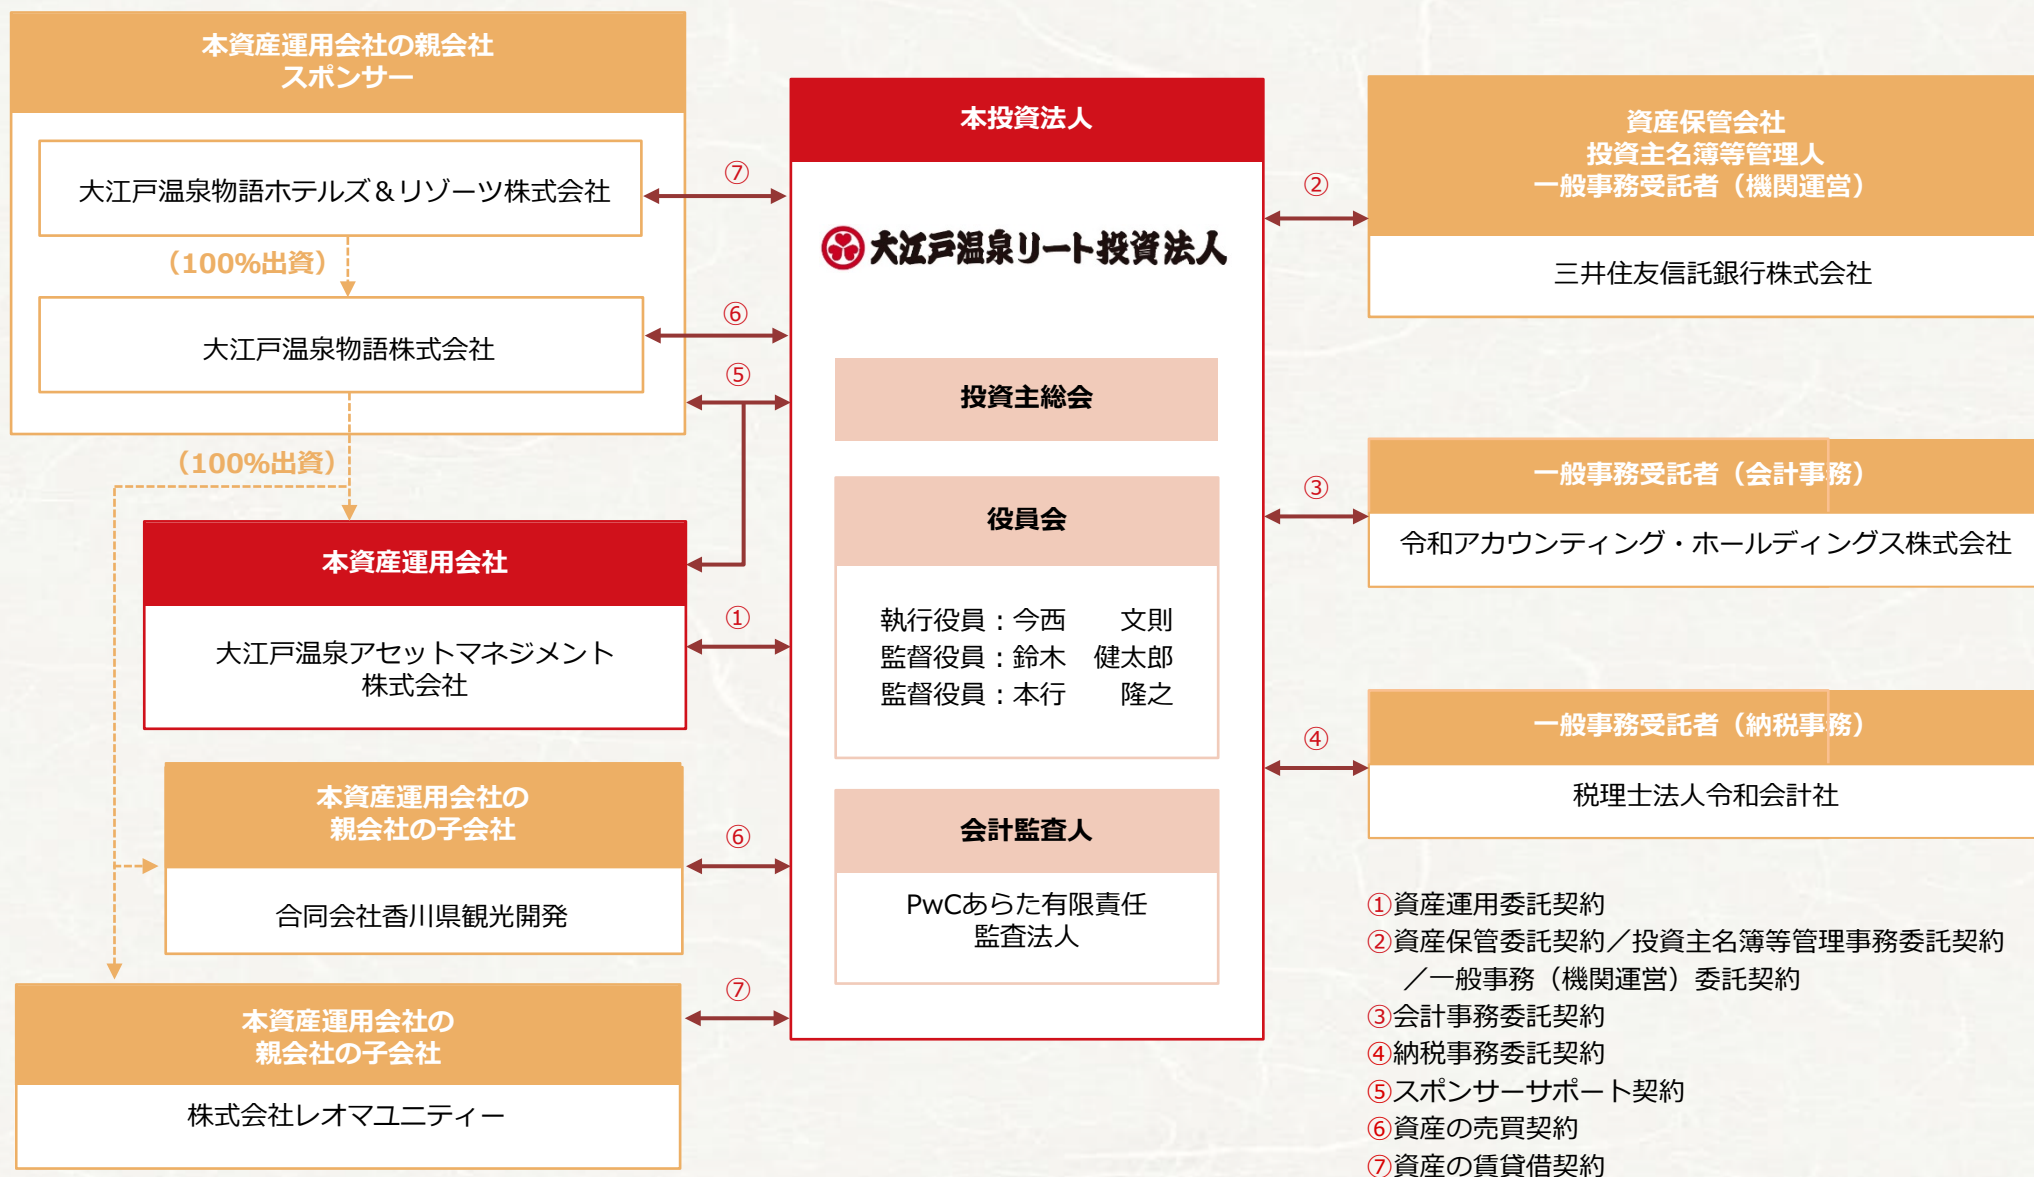 本資産運用会社の親会社
スポンサー
大江戸温泉物語ホテルズ＆リゾーツ株式会社
（100%出資）
大江戸温泉物語株式会社
（100%出資）
本資産運用会社
大江戸温泉アセットマネジメント
株式会社
本資産運用会社の
親会社の子会社
合同会社香川県観光開発
本資産運用会社の
親会社の子会社
株式会社レオマユニティー
⑦
⑥
⑤
①
⑥
⑦
本投資法人
大江戸温泉リート投資法人
投資主総会
役員会
執行役員：今西　　文則
監督役員：鈴木　健太郎
監督役員：本行　　隆之
会計監査人
PwCあらた有限責任
監査法人
②
③
④
資産保管会社
投資主名簿等管理人
一般事務受託者（機関運営）
三井住友信託銀行株式会社
一般事務受託者（会計事務）
令和アカウンティング・ホールディングス株式会社
一般事務受託者（納税事務）
税理士法人令和会計社
①資産運用委託契約
②資産保管委託契約／投資主名簿等管理事務委託契約
／一般事務（機関運営）委託契約
③会計事務委託契約
④納税事務委託契約
⑤スポンサーサポート契約
⑥資産の売買契約
⑦資産の賃貸借契約